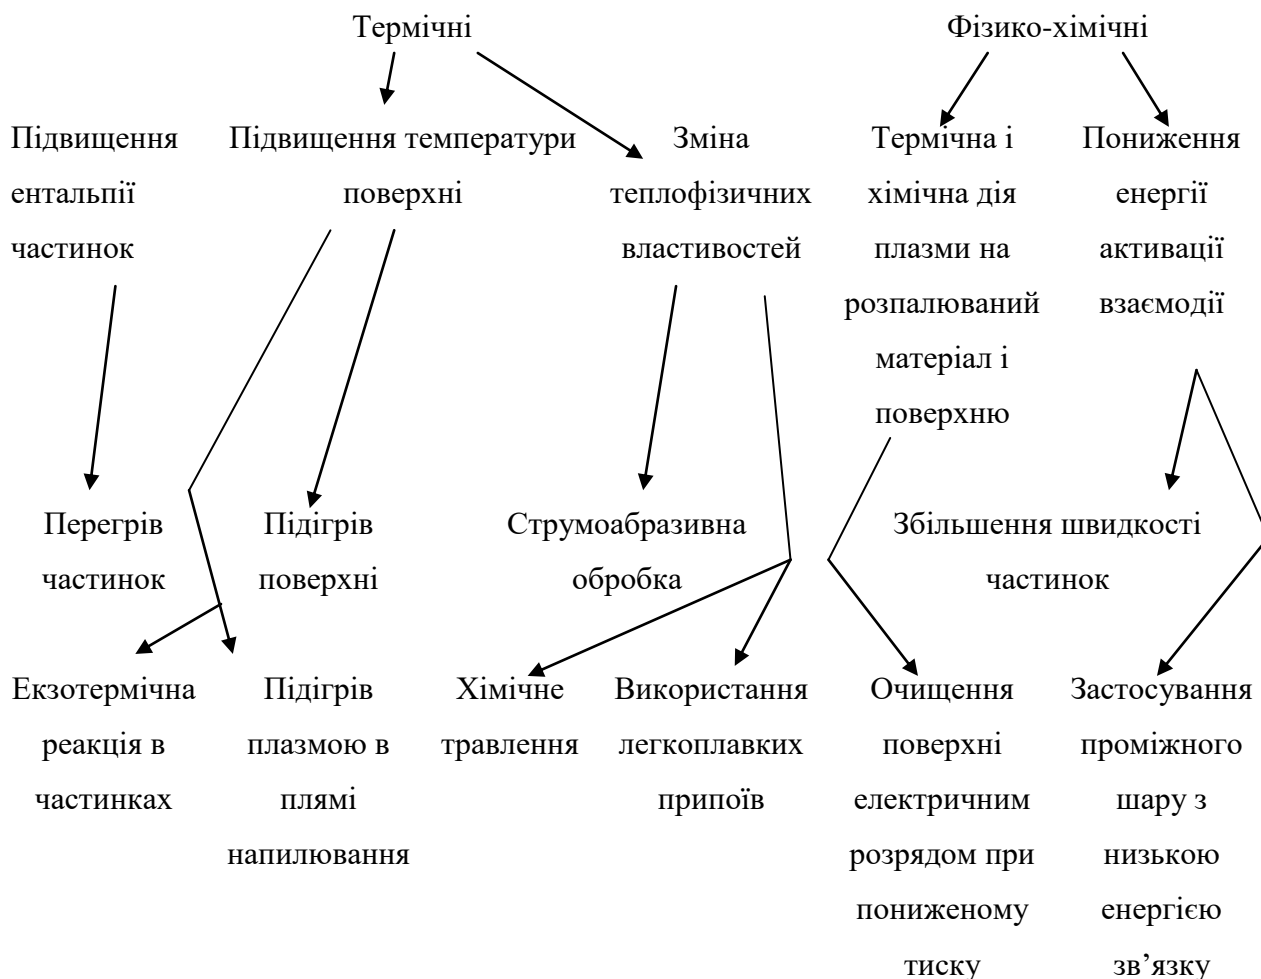 Термічні
Фізико-хімічні
Підвищення
ентальпії
частинок
Підвищення температури
поверхні
Зміна
теплофізичних
властивостей
Термічна і
хімічна дія
плазми на
розпалюваний
матеріал і
поверхню
Пониження
енергії
активації
взаємодії
Перегрів
частинок
Підігрів
поверхні
Струмоабразивна
обробка
Збільшення швидкості
частинок
Екзотермічна
реакція в
частинках
Підігрів
плазмою в
плямі
напилювання
Хімічне
травлення
Використання
легкоплавких
припоїв
Очищення
поверхні
електричним
розрядом при
пониженому
тиску
Застосування
проміжного
шару з
низькою
енергією
зв’язку